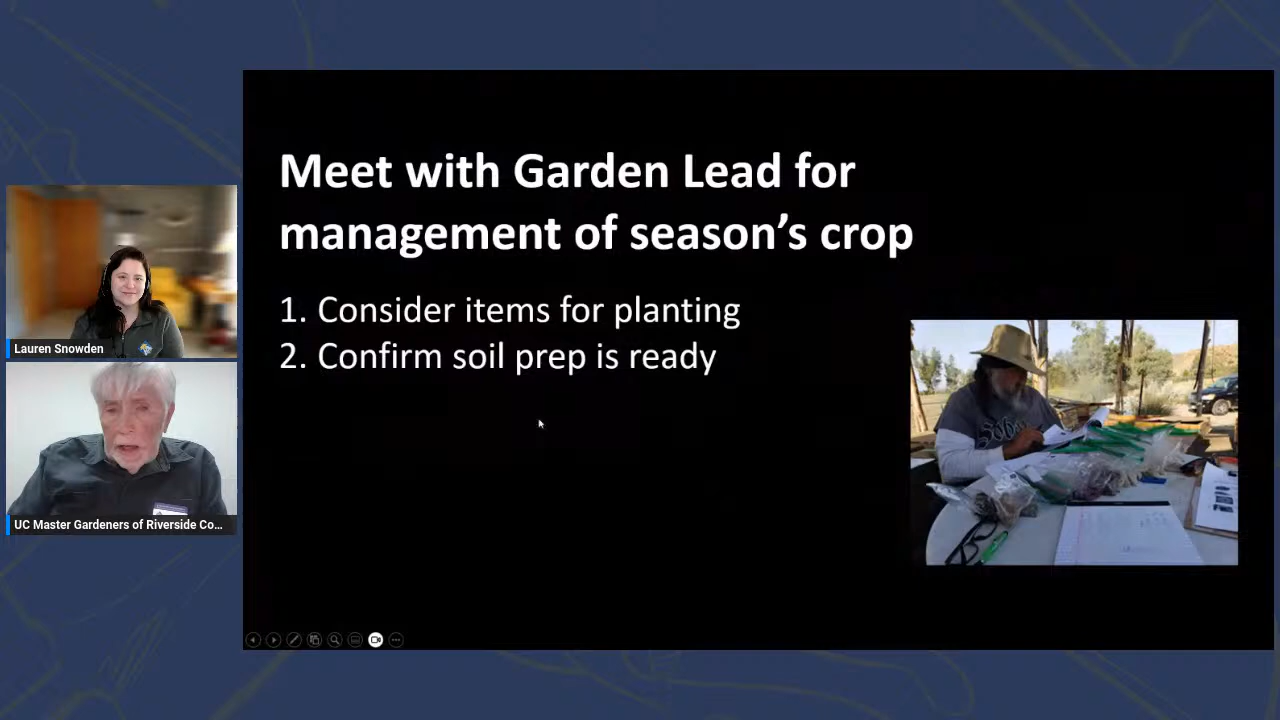 Meet with Garden Lead for
management of season’s crop
1. Consider items for planting
2. Confirm soil prep is ready
Lauren Snowden
UC Master Gardeners of Riverside Co...